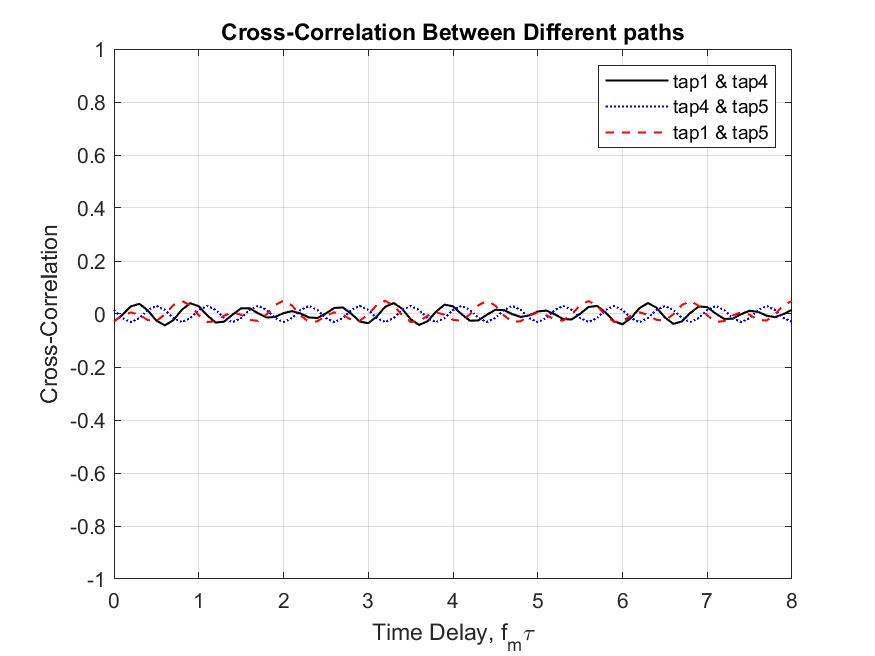 Cross-Correlation Between Different paths
1
0.8
0.6
0.4
0.2
0
-0.2
-0.4
-0.6
-0.8
-1
Cross-Correlation
tap1 & tap4
tap4 & tap5
tap1 & tap5
0 1 2 3 4 5 6 7 8
Time Delay, fₘτ